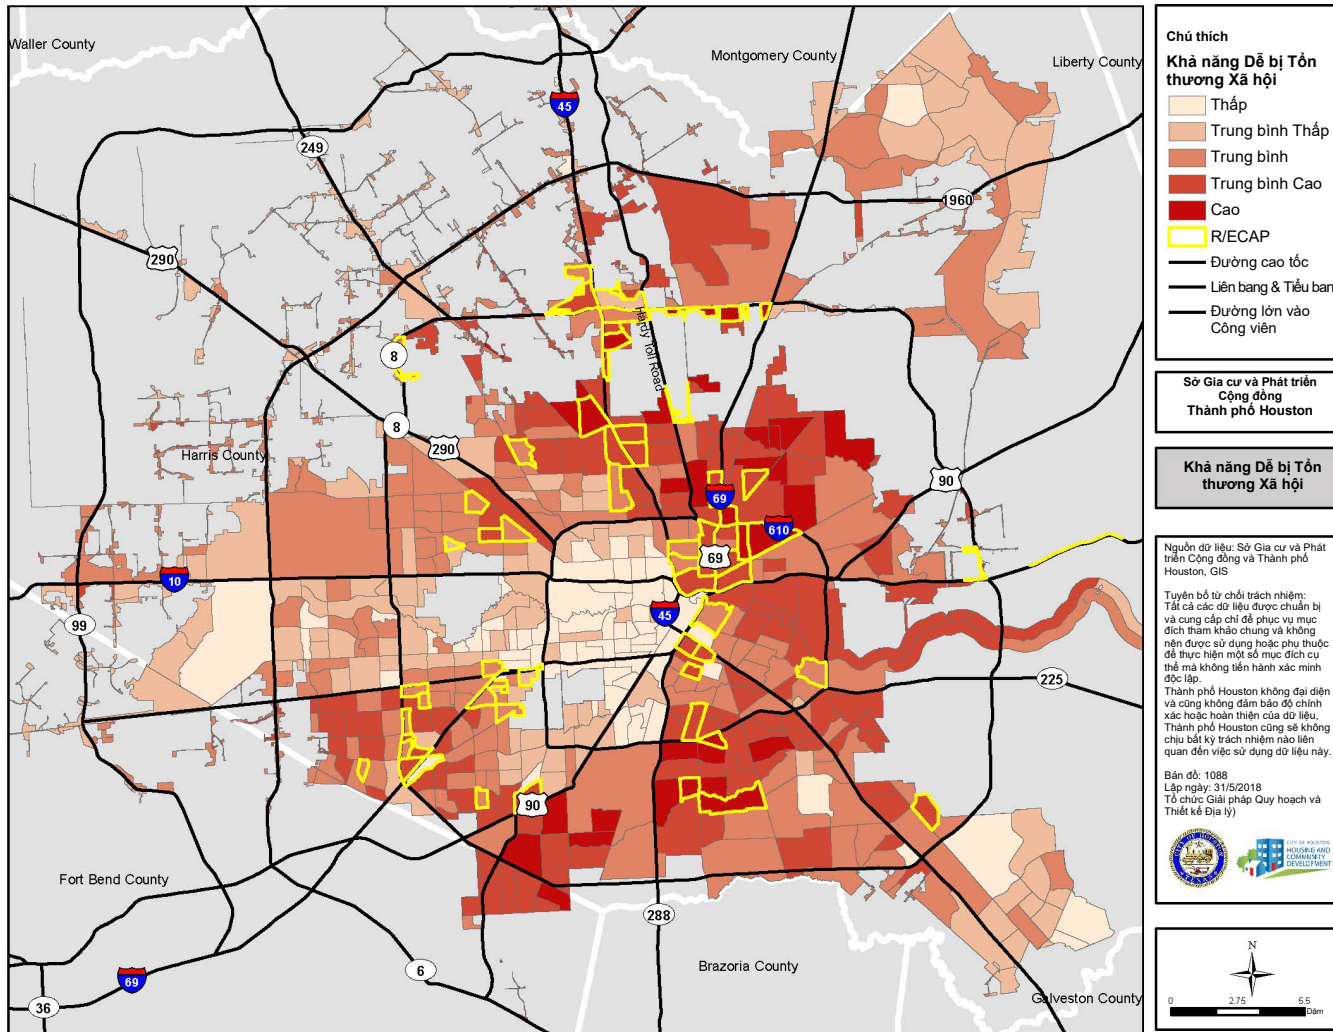 Waller County
Montgomery County
Liberty County
45
249
1960
290
Hardy Toll Road
8
8
290
Harris County
90
69
610
69
10
45
99
225
90
Fort Bend County
288
Brazoria County
6
69
36
Galveston County
Chú thích
Khả năng Dễ bị Tổn
thương Xã hội
Thấp
Trung bình Thấp
Trung bình
Trung bình Cao
Cao
R/ECAP
Đường cao tốc
Liên bang & Tiểu ban
Đường lớn vào
Công viên
Sở Gia cư và Phát triển
Cộng đồng
Thành phố Houston
Khả năng Dễ bị Tổn
thương Xã hội
Nguồn dữ liệu: Sở Gia cư và Phát
triển Cộng đồng và Thành phố
Houston, GIS
Tuyên bố từ chối trách nhiệm:
Tất cả các dữ liệu được chuẩn bị
và cung cấp chỉ để phục vụ mục
đích tham khảo chung và không
nên được sử dụng hoặc phụ thuộc
để thực hiện một số mục đích cụ
thể mà không tiến hành xác minh
độc lập.
Thành phố Houston không đại diện
và cũng không đảm bảo độ chính
xác hoặc hoàn thiện của dữ liệu,
Thành phố Houston cũng sẽ không
chịu bất kỳ trách nhiệm nào liên
quan đến việc sử dụng dữ liệu này.
Bản đồ: 1088
Lập ngày: 31/5/2018
Tổ chức Giải pháp Quy hoạch và
Thiết kế Địa lý)
CITY OF HOUSTON
TEXAS
CITY OF HOUSTON
HOUSING AND
COMMUNITY
DEVELOPMENT
N
0 2.75 5.5
Dặm